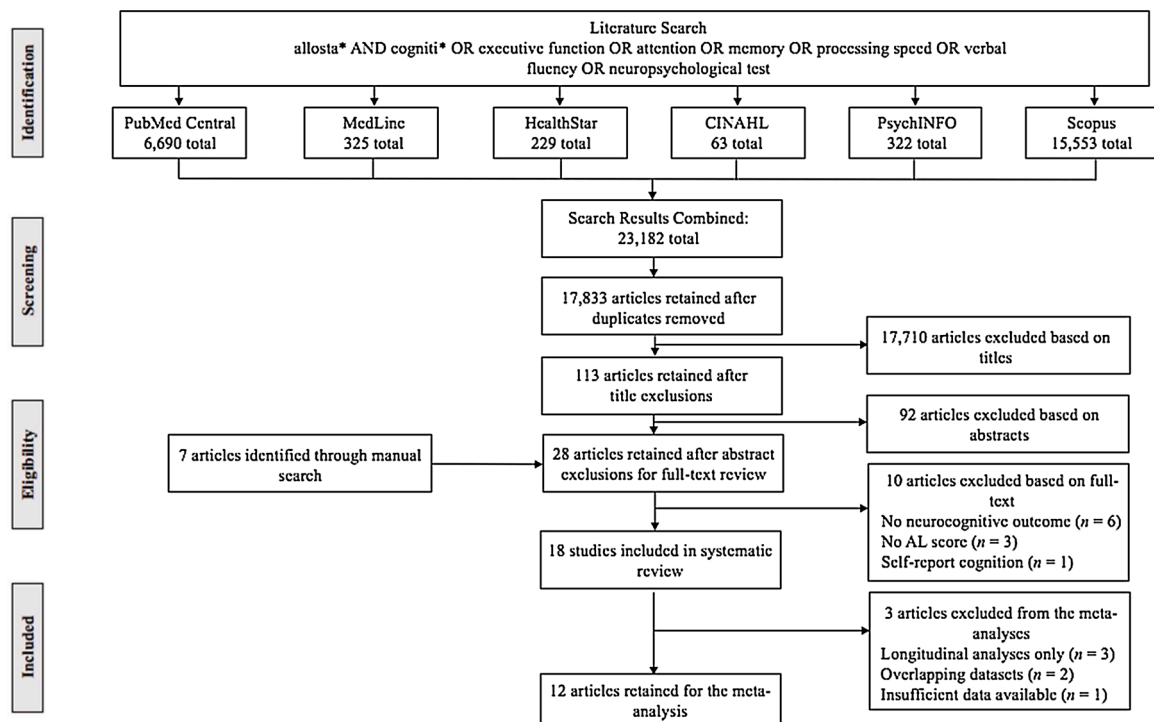 Identification
Literature Search
allosta* AND cogniti* OR executive function OR attention OR memory OR processing speed OR verbal
fluency OR neuropsychological test
PubMed Central
6,690 total
MedLine
325 total
HealthStar
229 total
CINAHL
63 total
PsychINFO
322 total
Scopus
15,553 total
Screening
Search Results Combined:
23,182 total
17,833 articles retained after
duplicates removed
17,710 articles excluded based on
titles
113 articles retained after
title exclusions
Eligibility
92 articles excluded based on
abstracts
7 articles identified through manual
search
28 articles retained after abstract
exclusions for full-text review
10 articles excluded based on full-
text
No neurocognitive outcome (n = 6)
No AL score (n = 3)
Self-report cognition (n = 1)
18 studies included in systematic
review
Included
3 articles excluded from the meta-
analyses
Longitudinal analyses only (n = 3)
Overlapping datasets (n = 2)
Insufficient data available (n = 1)
12 articles retained for the meta-
analysis